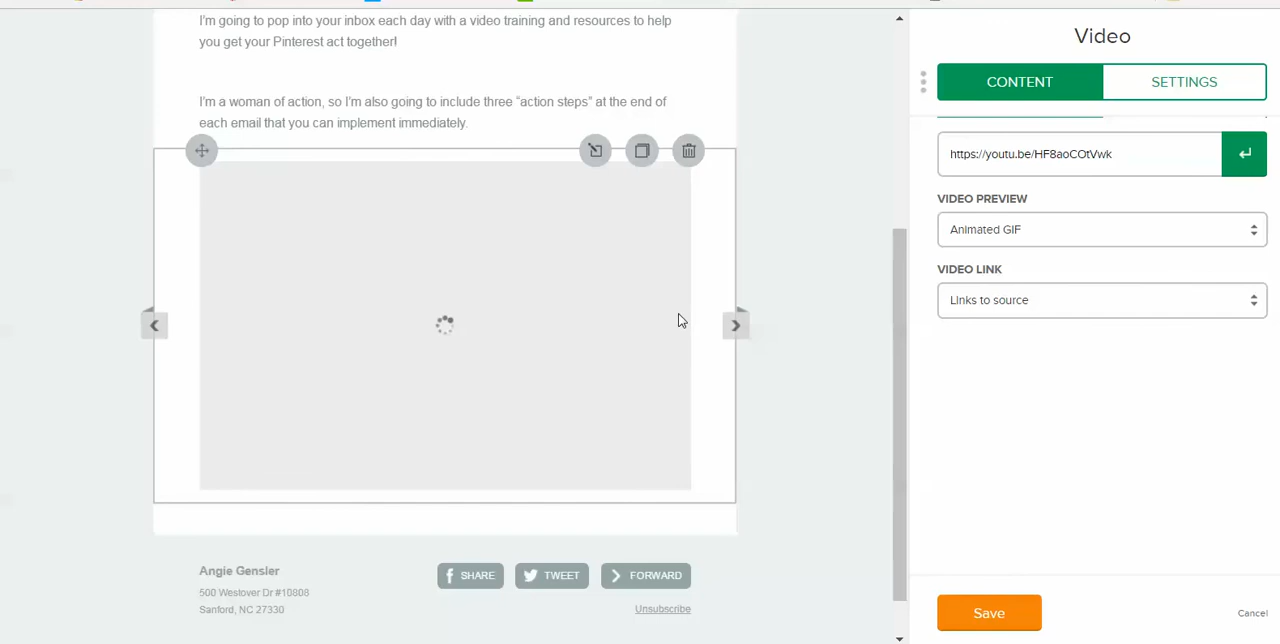 I'm going to pop into your inbox each day with a video training and resources to help
you get your Pinterest act together!
I'm a woman of action, so I'm also going to include three “action steps” at the end of
each email that you can implement immediately.
Angie Gensler
500 Westover Dr #10808
Sanford, NC 27330
SHARE
TWEET
FORWARD
Unsubscribe
Video
CONTENT
SETTINGS
https://youtu.be/HF8aoCOtVwk
VIDEO PREVIEW
Animated GIF
VIDEO LINK
Links to source
Save
Cancel